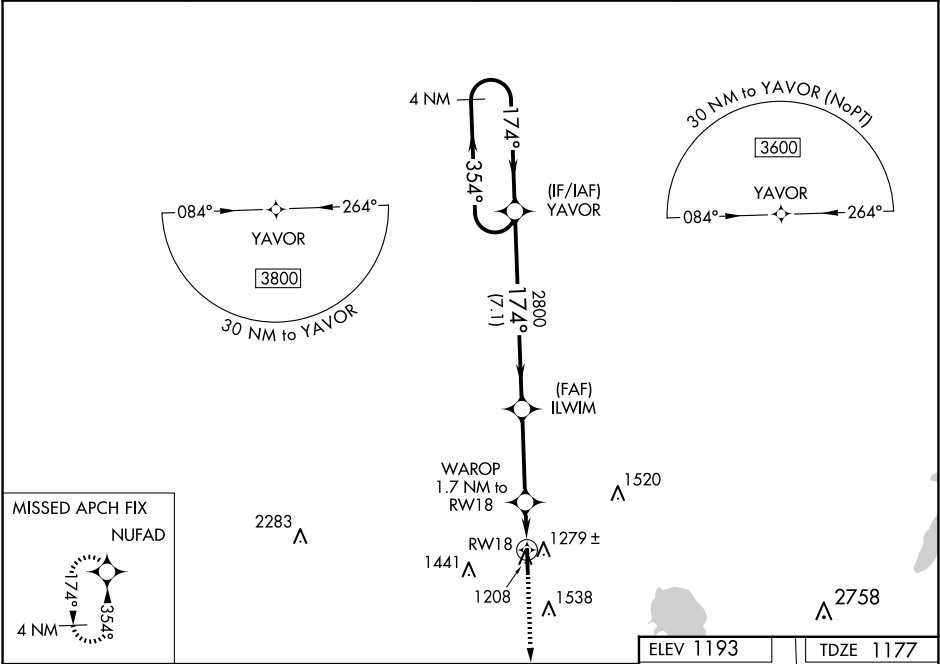 4 NM
174°
354°
(IF/IAF)
YAVOR
30 NM to YAVOR (NoPT)
3600
YAVOR
084°
264°
084°
264°
YAVOR
3800
30 NM to YAVOR
2800
174°
(7.1)
(FAF)
ILWIM
WAROP
1.7 NM to
RW18
1520
MISSED APCH FIX
NUFAD
174°
354°
4 NM
2283
RW18
1279 ±
1441
1208
1538
2758
ELEV 1193
TDZE 1177